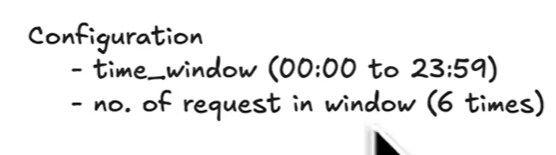 Configuration
- time_window (00:00 to 23:59)
- no. of request in window (6 times)